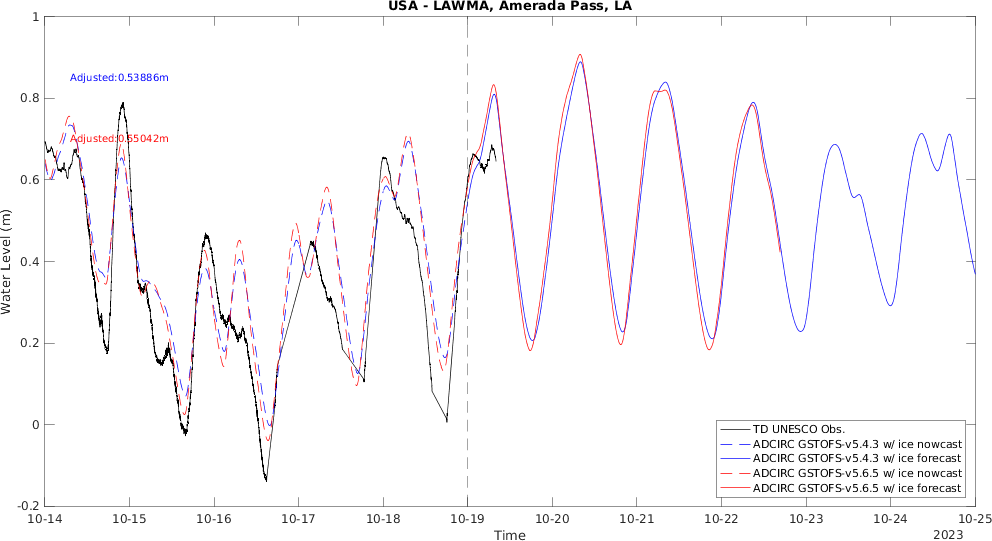 USA - LAWMA, Amerada Pass, LA
1
0.8
0.6
0.4
0.2
0
-0.2
Water Level (m)
Adjusted:0.53886m
Adjusted:0.55042m
TD UNESCO Obs.
ADCIRC GSTOFS-v5.4.3 w/ ice nowcast
ADCIRC GSTOFS-v5.4.3 w/ ice forecast
ADCIRC GSTOFS-v5.6.5 w/ ice nowcast
ADCIRC GSTOFS-v5.6.5 w/ ice forecast
10-14 10-15 10-16 10-17 10-18 10-19 10-20 10-21 10-22 10-23 10-24 10-25
Time
2023